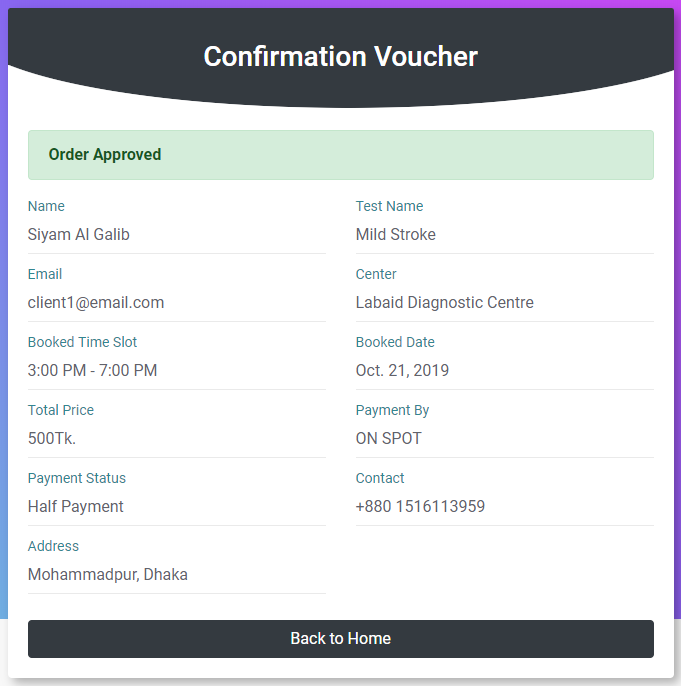 Confirmation Voucher
Order Approved
Name
Siyam Al Galib
Test Name
Mild Stroke
Email
client1@email.com
Center
Labaid Diagnostic Centre
Booked Time Slot
3:00 PM - 7:00 PM
Booked Date
Oct. 21, 2019
Total Price
500Tk.
Payment By
ON SPOT
Payment Status
Half Payment
Contact
+880 1516113959
Address
Mohammadpur, Dhaka
Back to Home